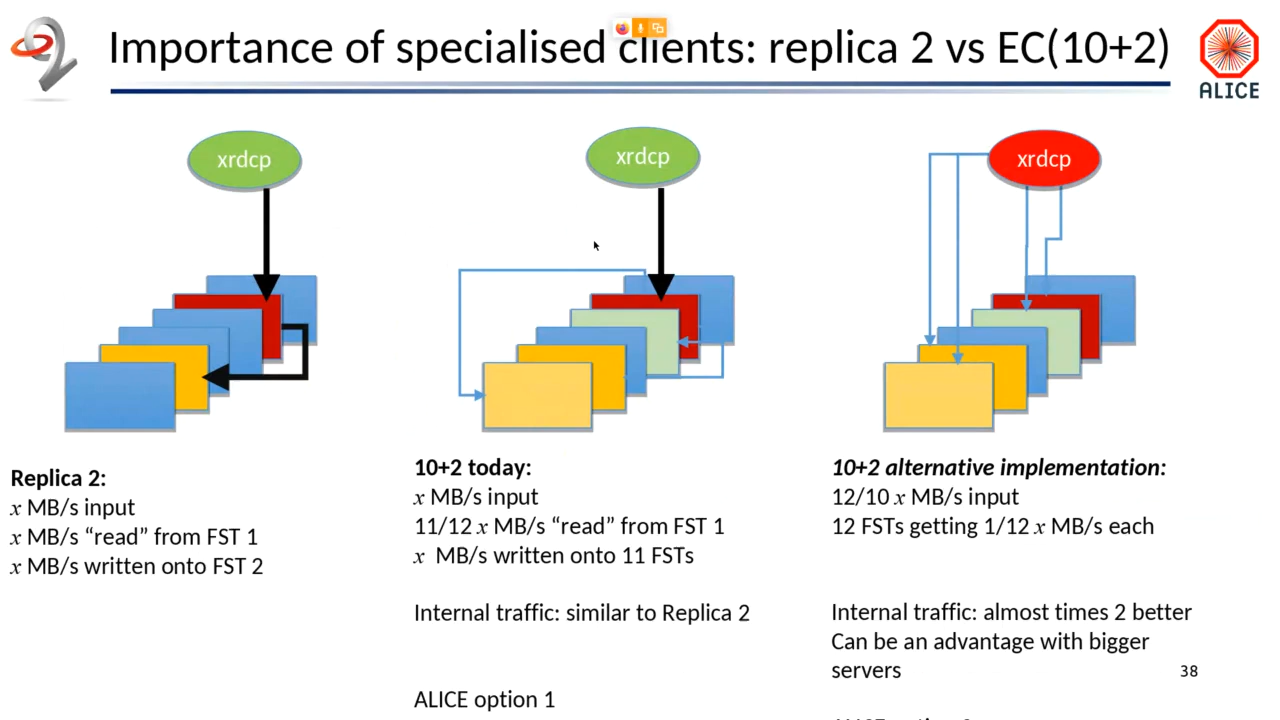 Importance of specialised clients: replica 2 vs EC(10+2)
ALICE
xrdcp
xrdcp
xrdcp
Replica 2:
x MB/s input
x MB/s “read” from FST 1
x MB/s written onto FST 2
10+2 today:
x MB/s input
11/12 x MB/s “read” from FST 1
x MB/s written onto 11 FSTs
Internal traffic: similar to Replica 2
ALICE option 1
10+2 alternative implementation:
12/10 x MB/s input
12 FSTs getting 1/12 x MB/s each
Internal traffic: almost times 2 better
Can be an advantage with bigger
servers
38